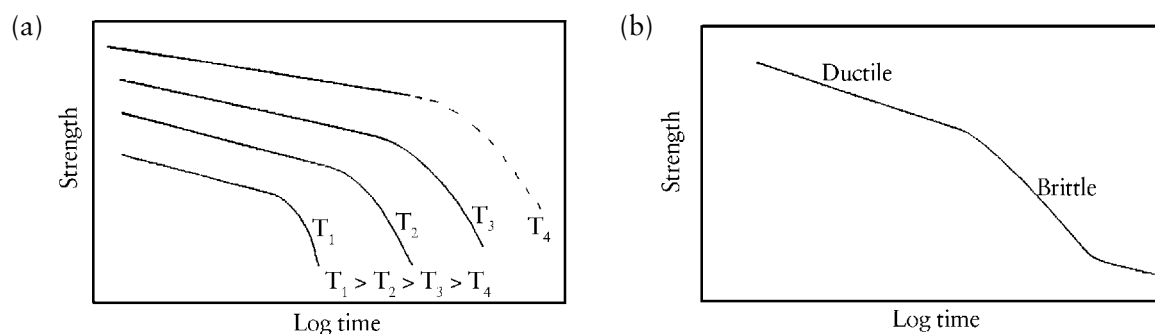 (a)
Strength
T₁
T₂
T₃
T₄
T₁ > T₂ > T₃ > T₄
Log time
(b)
Strength
Ductile
Brittle
Log time